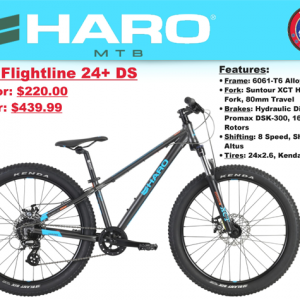 HARO
MTB
Flightline 24+ DS
or: $220.00
r: $439.99
Features:
• Frame: 6061-T6 Alloy
• Fork: Suntour XCT H
Fork, 80mm Travel
• Brakes: Hydraulic Di
Promax DSK-300, 16
Rotors
• Shifting: 8 Speed, Sh
Altus
• Tires: 24x2.6, Kenda
KENDA
KENDA
HARO